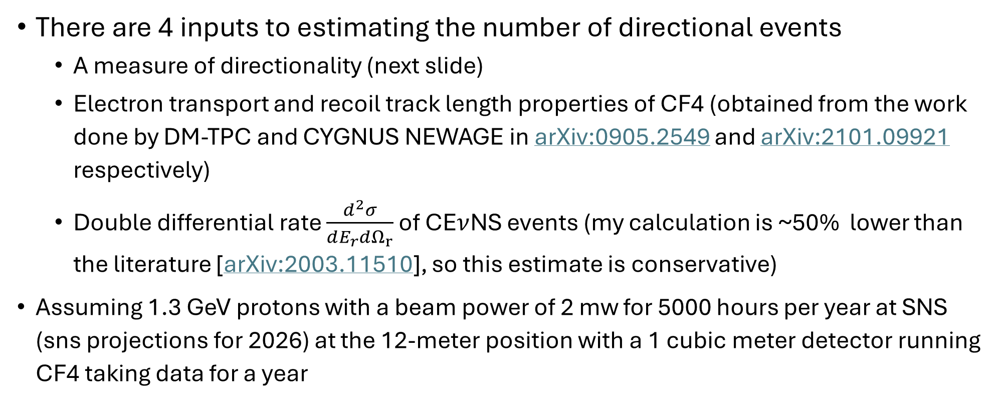 • There are 4 inputs to estimating the number of directional events
• A measure of directionality (next slide)
• Electron transport and recoil track length properties of CF4 (obtained from the work
done by DM-TPC and CYGNUS NEWAGE in arXiv:0905.2549 and arXiv:2101.09921
respectively)
• Double differential rate $\frac{d^2\sigma}{dE_r d\Omega_r}$ of CEνNS events (my calculation is ~50% lower than
the literature [arXiv:2003.11510], so this estimate is conservative)
• Assuming 1.3 GeV protons with a beam power of 2 mw for 5000 hours per year at SNS
(sns projections for 2026) at the 12-meter position with a 1 cubic meter detector running
CF4 taking data for a year